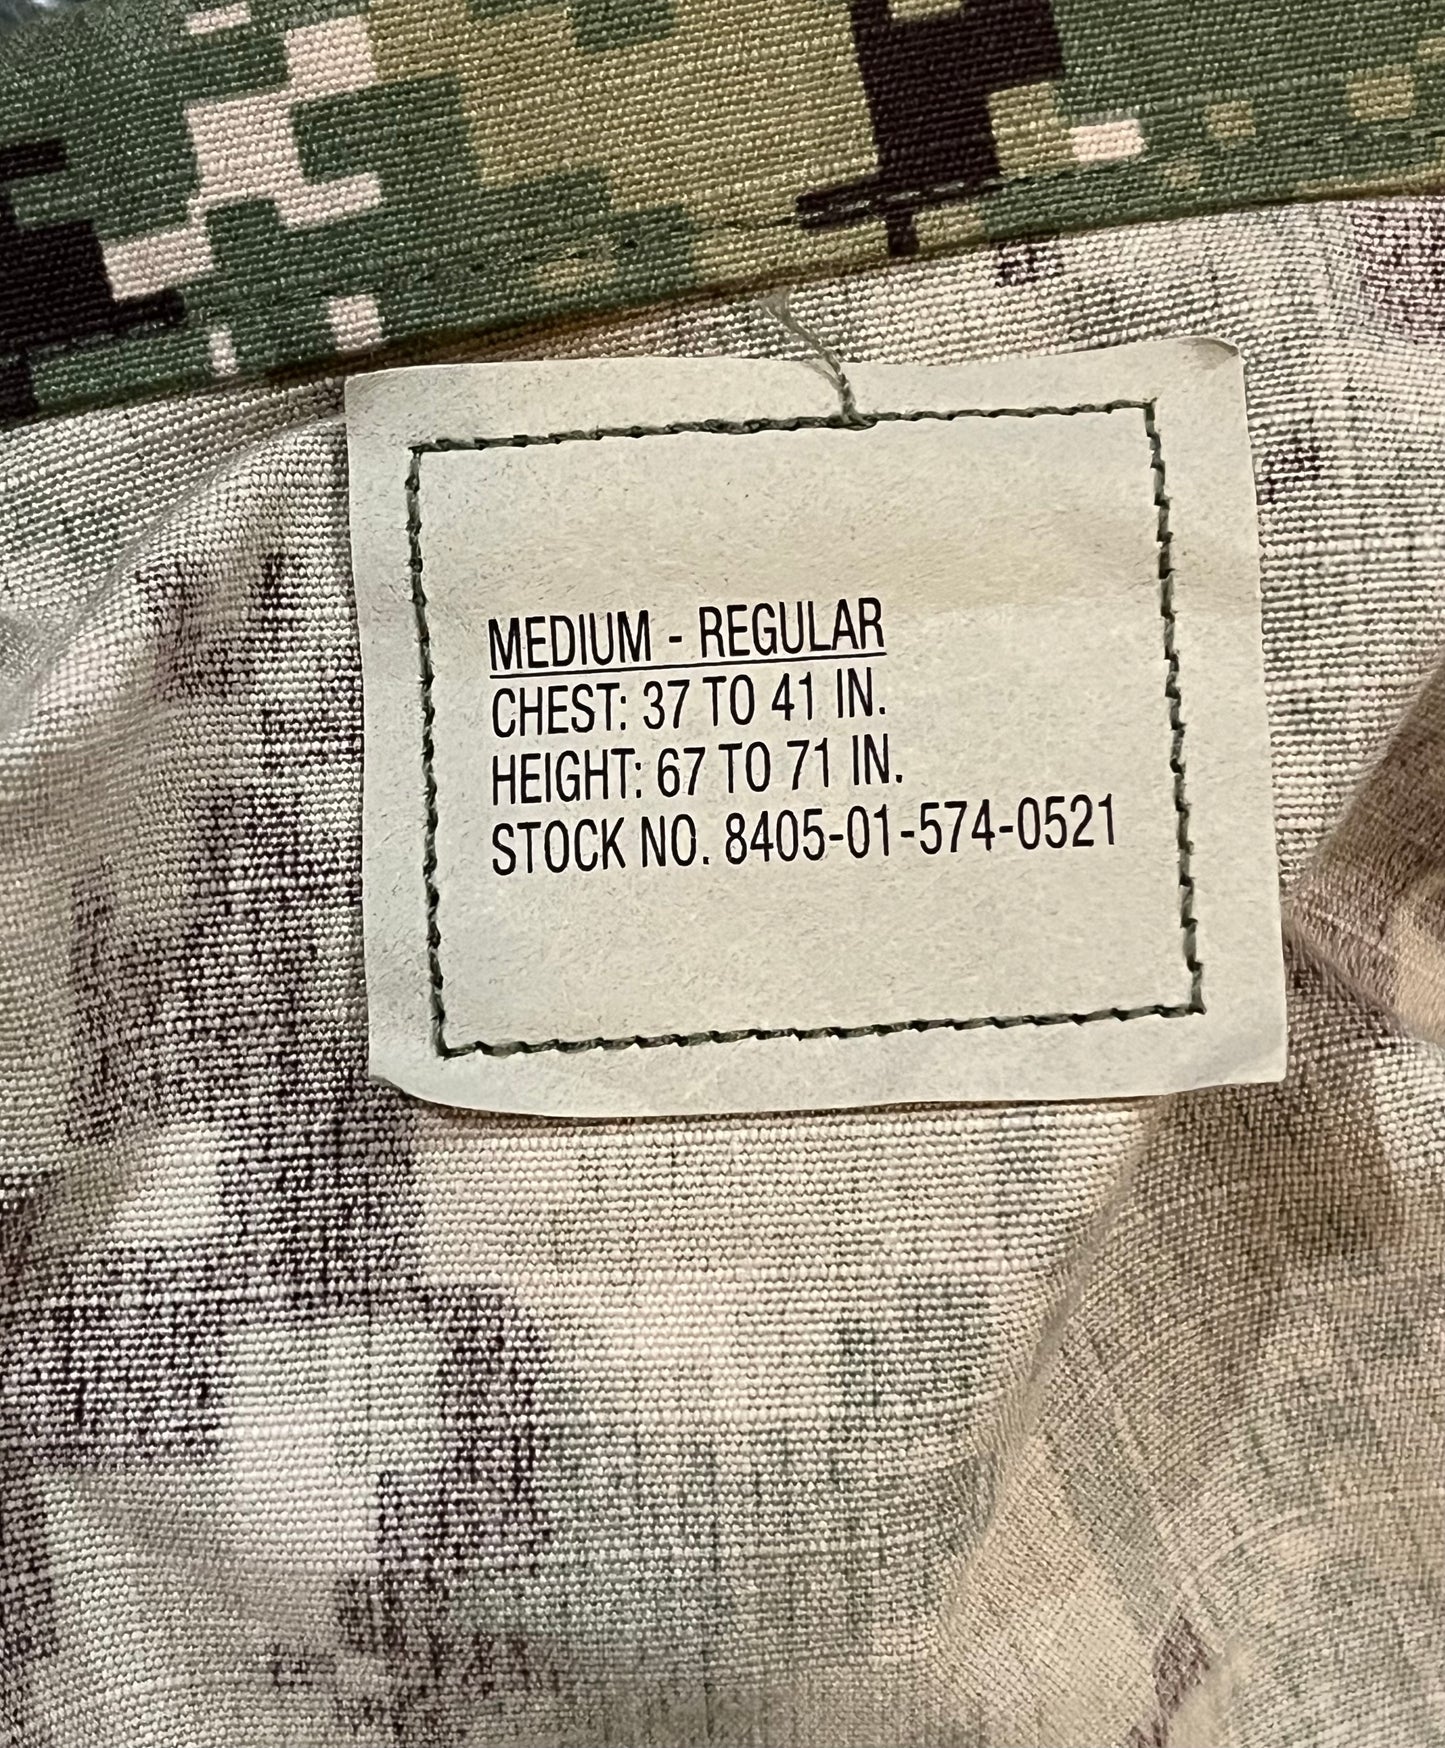 MEDIUM - REGULAR
CHEST: 37 TO 41 IN.
HEIGHT: 67 TO 71 IN.
STOCK NO. 8405-01-574-0521